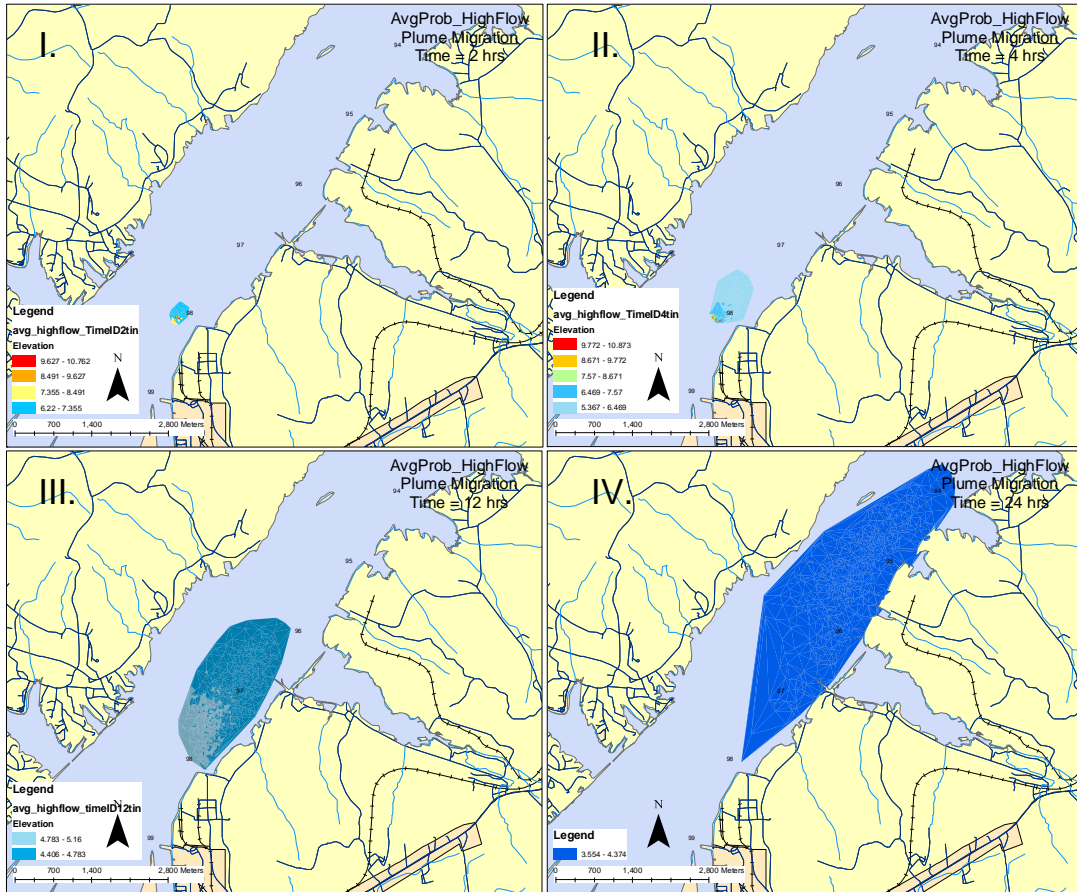 I.
AvgProb_HighFlow
Plume Migration
Time = 2 hrs
94
95
96
97
98
99
Legend
avg_highflow_TimeID2tin
Elevation
9.627 - 10.762
8.491 - 9.627
7.355 - 8.491
6.22 - 7.355
N
0 700 1,400 2,800 Meters
II.
AvgProb_HighFlow
Plume Migration
Time = 4 hrs
94
95
96
97
98
99
Legend
avg_highflow_TimeID4tin
Elevation
9.772 - 10.873
8.671 - 9.772
7.57 - 8.671
6.469 - 7.57
5.367 - 6.469
N
0 700 1,400 2,800 Meters
III.
AvgProb_HighFlow
Plume Migration
Time = 12 hrs
94
95
96
97
98
99
Legend
avg_highflow_timeID12tin
Elevation
4.783 - 5.16
4.406 - 4.783
N
0 700 1,400 2,800 Meters
IV.
AvgProb_HighFlow
Plume Migration
Time = 24 hrs
94
95
96
97
98
99
Legend
3.554 - 4.374
N
0 700 1,400 2,800 Meters